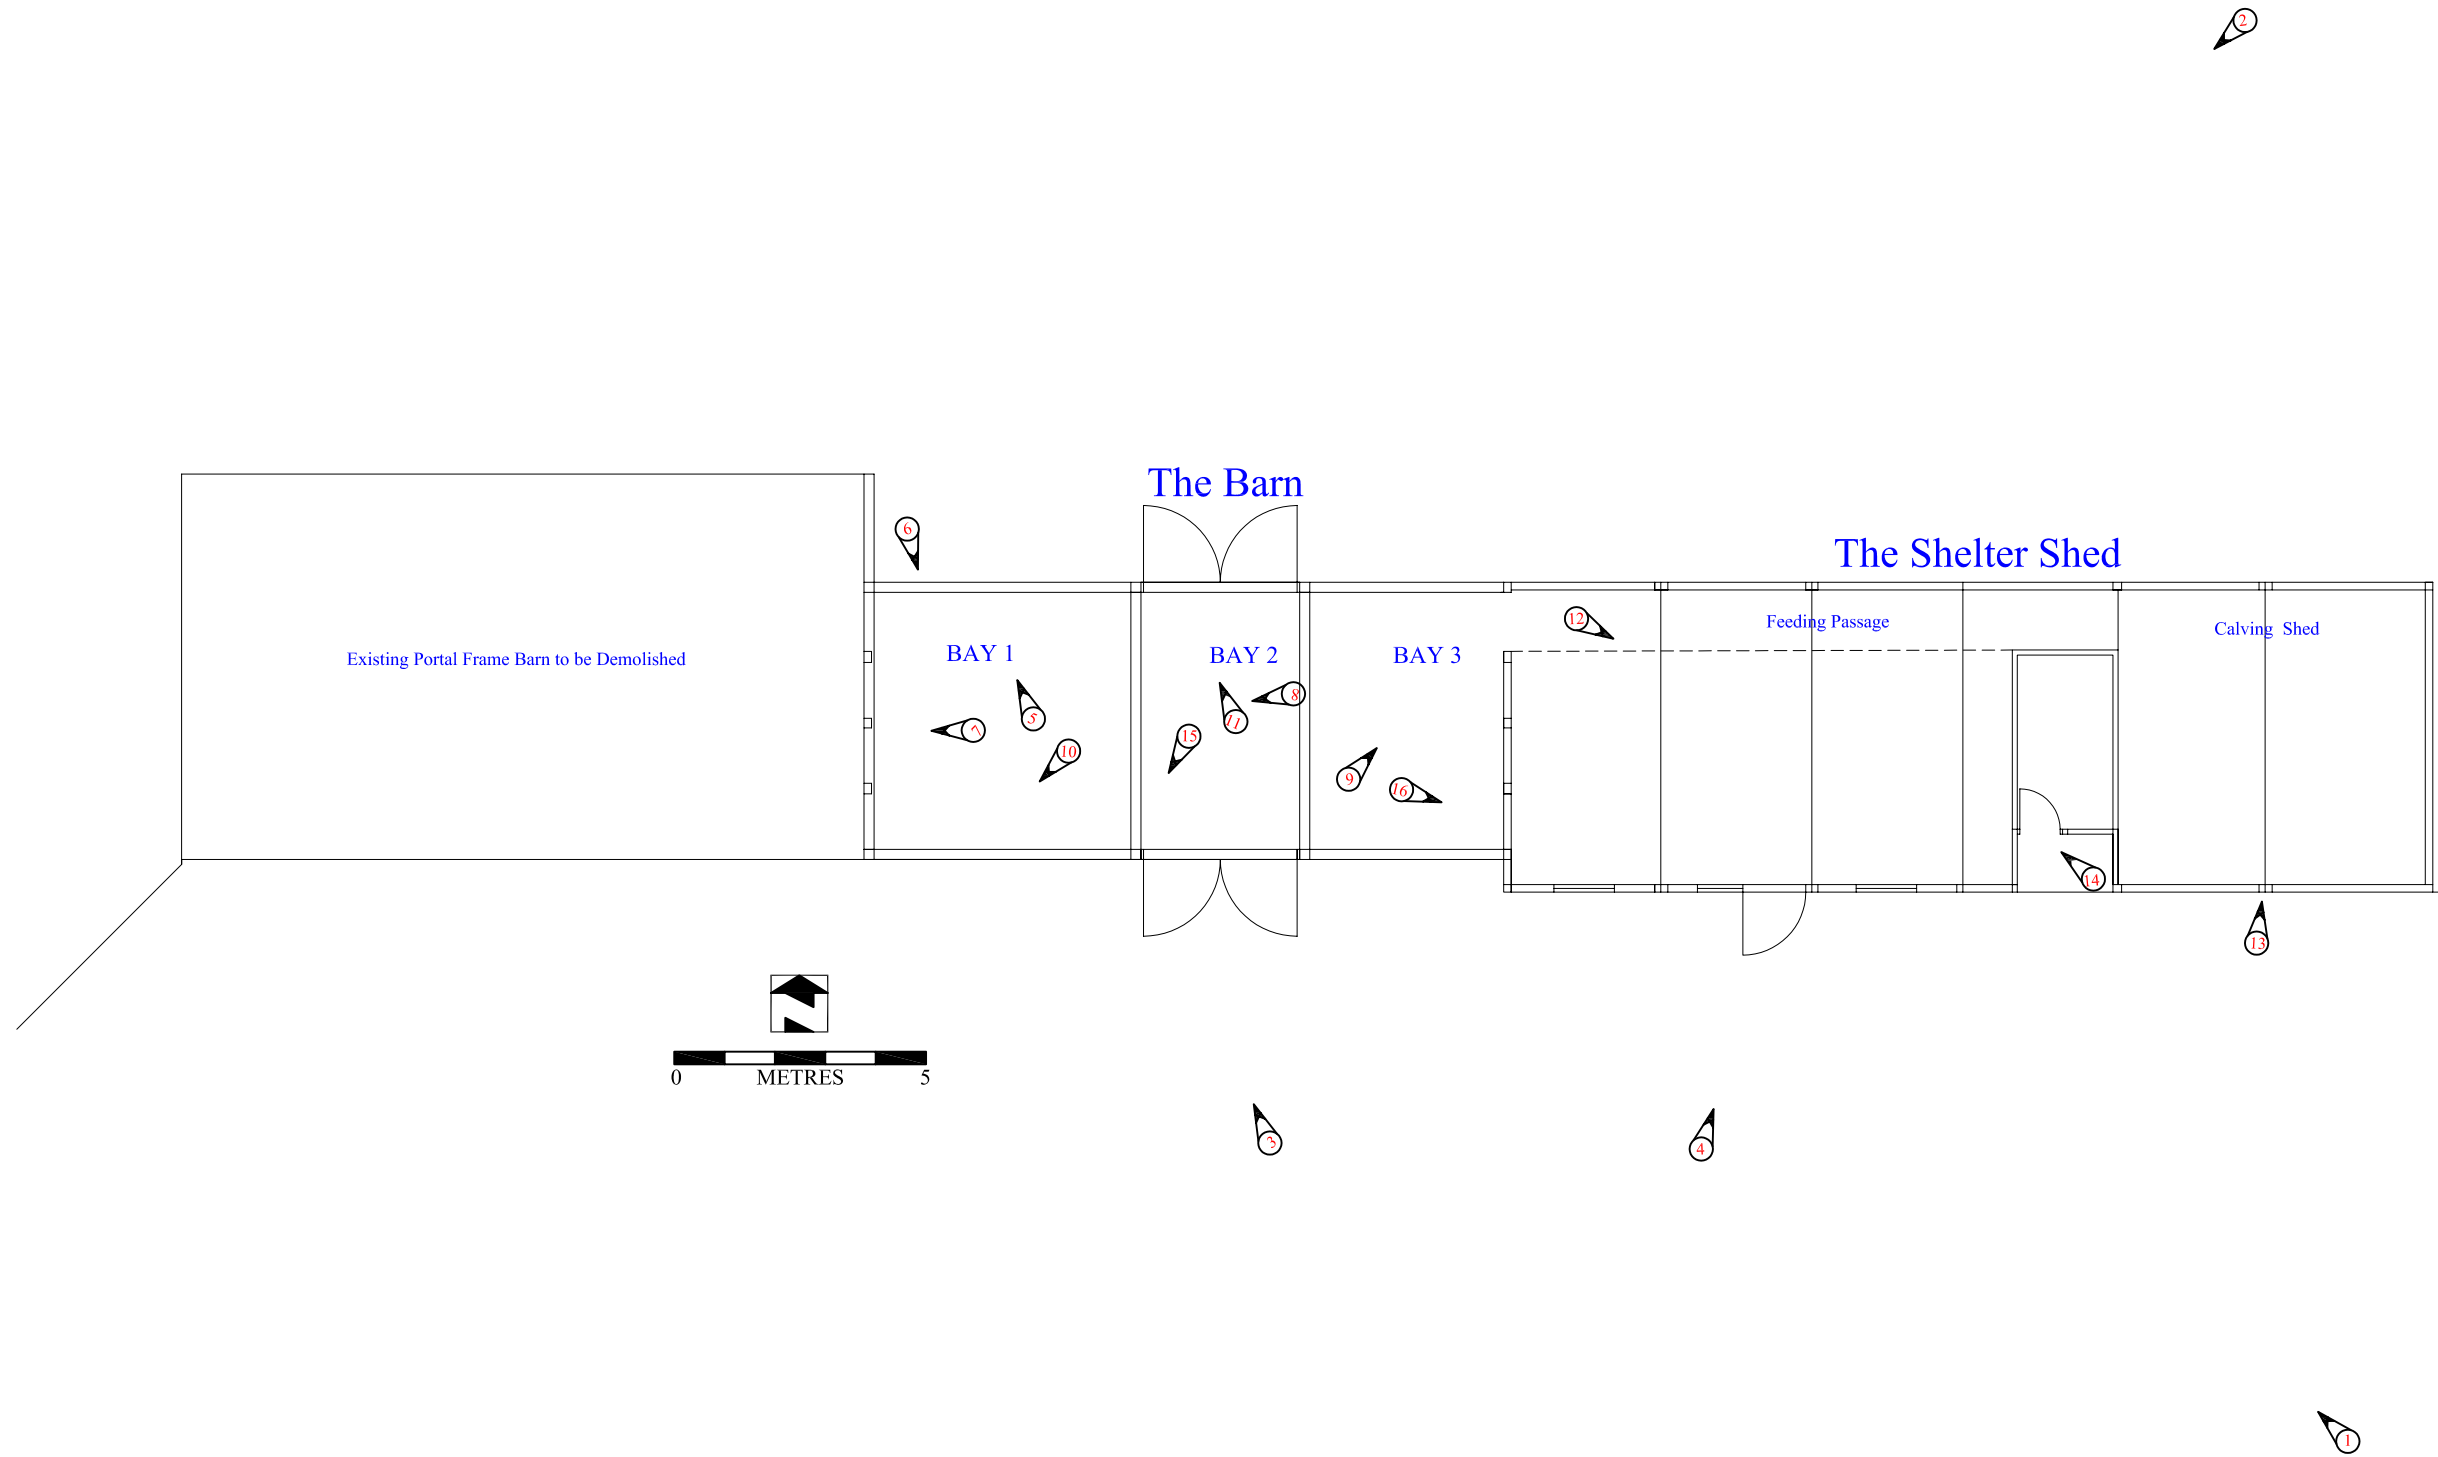 2
The Barn
6
The Shelter Shed
12
Feeding Passage
Calving Shed
Existing Portal Frame Barn to be Demolished
BAY 1
BAY 2
BAY 3
8
5
11
7
15
10
9
16
14
13
N
0 METRES 5
3
4
1